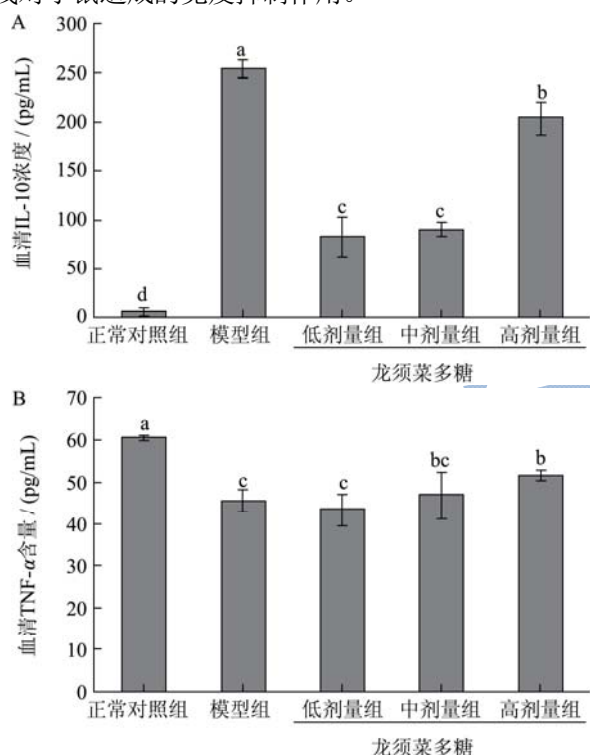 A
300
250
200
150
100
50
0
血清IL-10浓度 / (pg/mL)
a
b
c
c
d
正常对照组 模型组 低剂量组 中剂量组 高剂量组
龙须菜多糖
B
70
60
50
40
30
20
10
0
血清TNF-α含量 / (pg/mL)
a
c
c
bc
b
正常对照组 模型组 低剂量组 中剂量组 高剂量组
龙须菜多糖